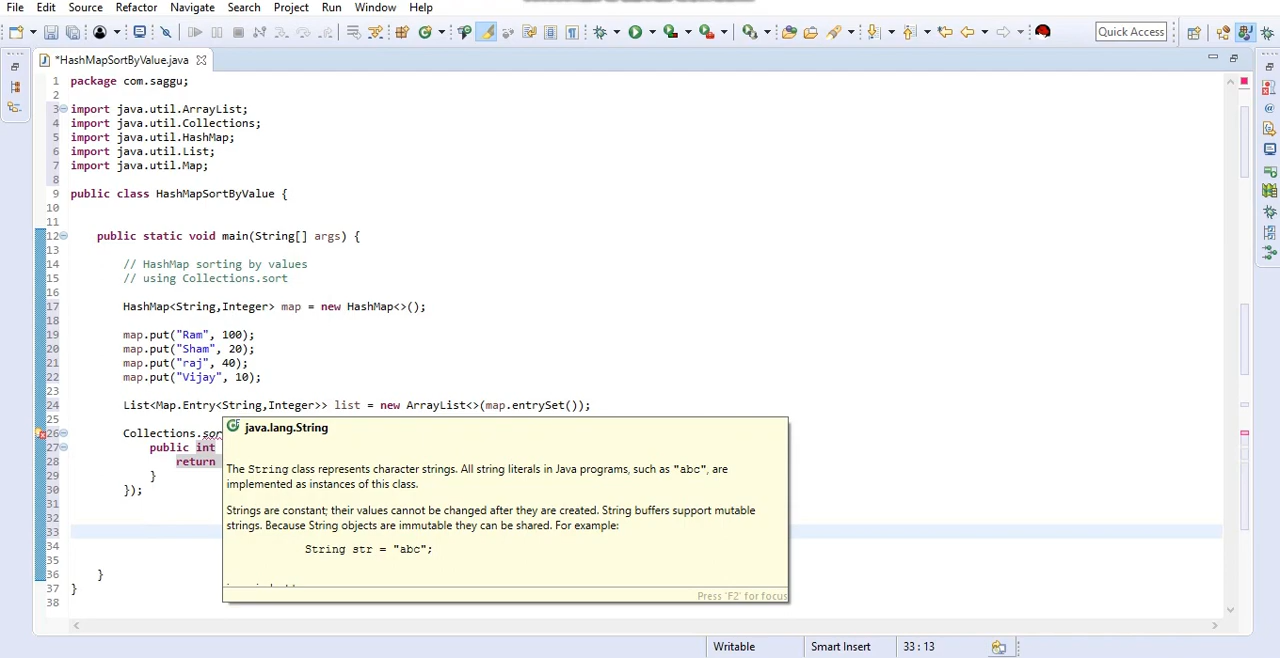 File Edit Source Refactor Navigate Search Project Run Window Help
Quick Access
*HashMapSortByValue.java
1 package com.saggu;
2
3 import java.util.ArrayList;
4 import java.util.Collections;
5 import java.util.HashMap;
6 import java.util.List;
7 import java.util.Map;
8
9 public class HashMapSortByValue {
10
11
12 public static void main(String[] args) {
13
14 // HashMap sorting by values
15 // using Collections.sort
16
17 HashMap<String,Integer> map = new HashMap<>();
18
19 map.put("Ram", 100);
20 map.put("Sham", 20);
21 map.put("raj", 40);
22 map.put("Vijay", 10);
23
24 List<Map.Entry<String,Integer>> list = new ArrayList<>(map.entrySet());
25
26 Collections.sor
27 public int
28 return
29 }
30 });
31
32
33
34
35
36 }
37 }
38
java.lang.String
The String class represents character strings. All string literals in Java programs, such as "abc", are
implemented as instances of this class.
Strings are constant; their values cannot be changed after they are created. String buffers support mutable
strings. Because String objects are immutable they can be shared. For example:
String str = "abc";
Press 'F2' for focus
Writable Smart Insert 33 : 13